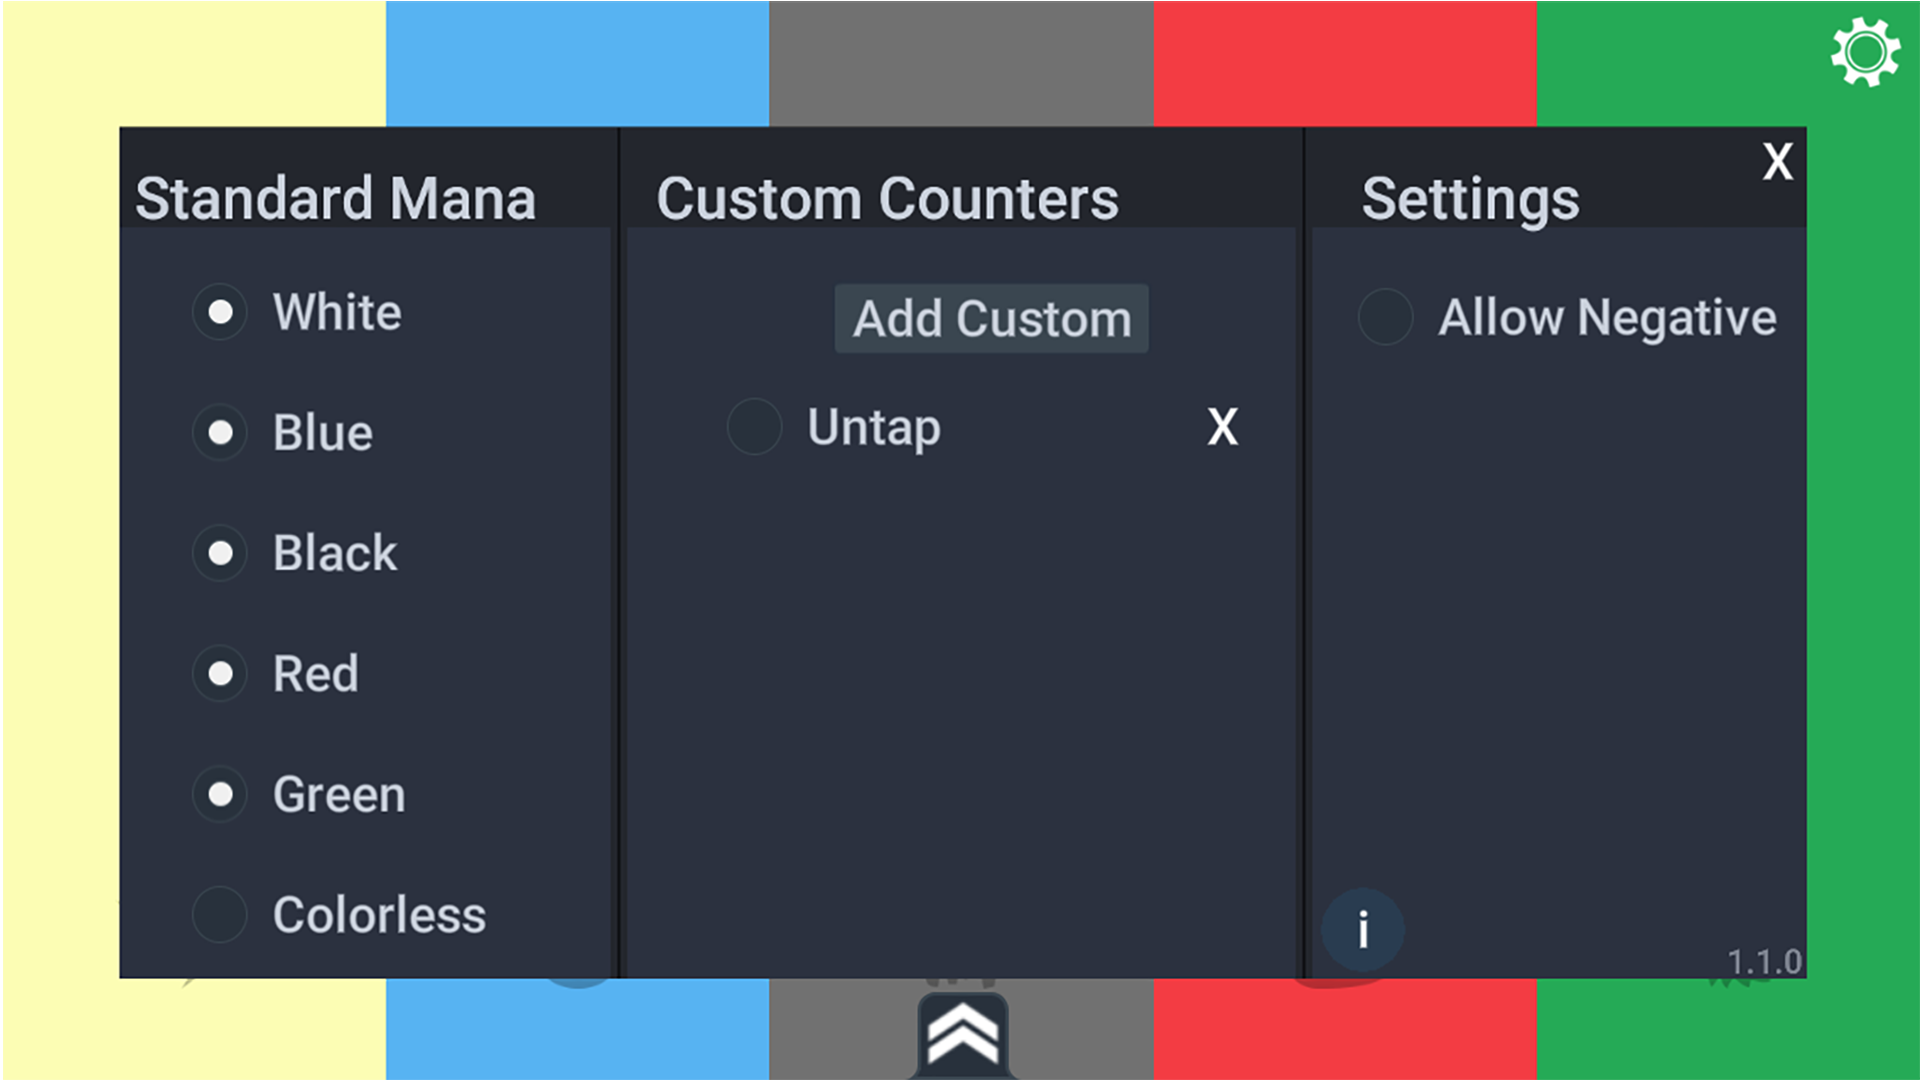 X
Standard Mana
Custom Counters
Settings
White
Blue
Black
Red
Green
Colorless
Add Custom
Untap X
Allow Negative
i
1.1.0